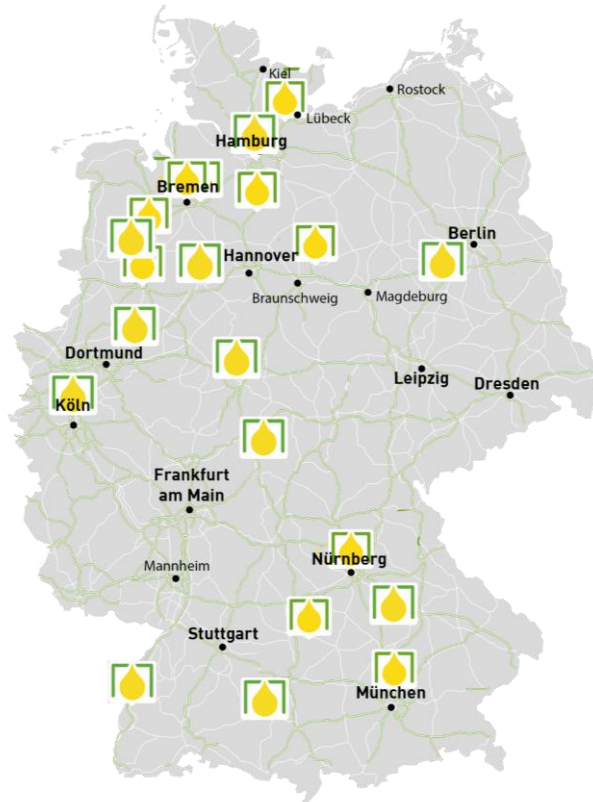 Kiel
Rostock
Lübeck
Hamburg
Bremen
Berlin
Hannover
Braunschweig
Magdeburg
Dortmund
Leipzig
Dresden
Köln
Frankfurt
am Main
Nürnberg
Mannheim
Stuttgart
München